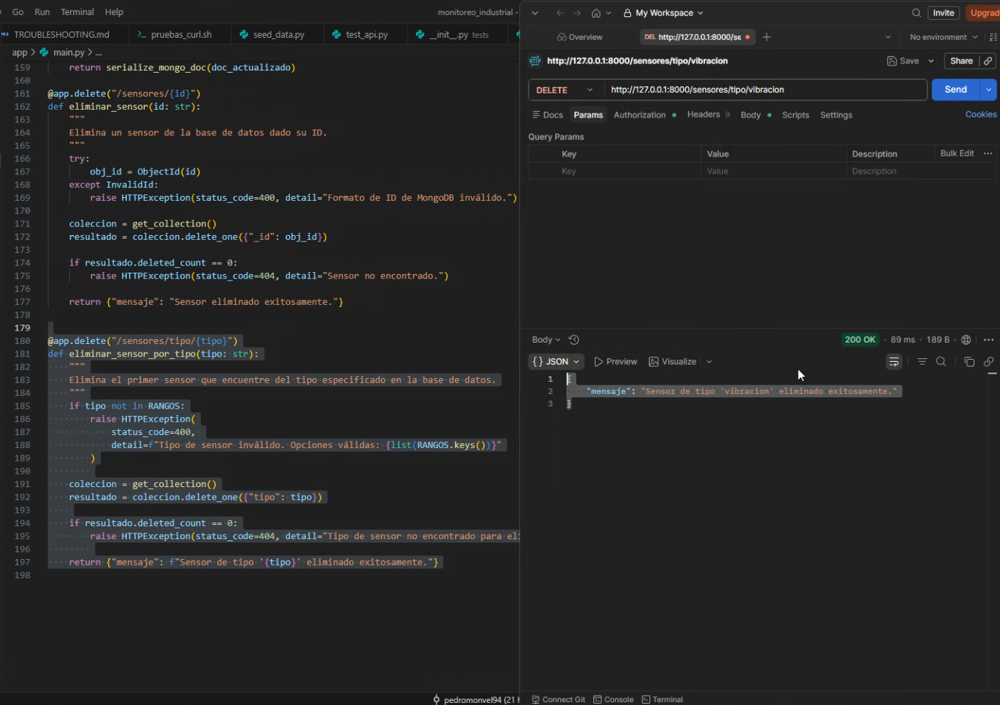 Go Run Terminal Help
monitoreo_industrial -
TROUBLESHOOTING.md pruebas_curl.sh seed_data.py test_api.py __init__.py tests
app > main.py > ...
159 return serialize_mongo_doc(doc_actualizado)
160
161 @app.delete("/sensores/{id}")
162 def eliminar_sensor(id: str):
163 """
164 Elimina un sensor de la base de datos dado su ID.
165 """
166 try:
167 obj_id = ObjectId(id)
168 except InvalidId:
169 raise HTTPException(status_code=400, detail="Formato de ID de MongoDB inválido.")
170
171 coleccion = get_collection()
172 resultado = coleccion.delete_one({"_id": obj_id})
173
174 if resultado.deleted_count == 0:
175 raise HTTPException(status_code=404, detail="Sensor no encontrado.")
176
177 return {"mensaje": "Sensor eliminado exitosamente."}
178
179
180 @app.delete("/sensores/tipo/{tipo}")
181 def eliminar_sensor_por_tipo(tipo: str):
182 """
183 Elimina el primer sensor que encuentre del tipo especificado en la base de datos.
184 """
185 if tipo not in RANGOS:
186 raise HTTPException(
187 status_code=400,
188 detail=f"Tipo de sensor inválido. Opciones válidas: {list(RANGOS.keys())}"
189 )
190
191 coleccion = get_collection()
192 resultado = coleccion.delete_one({"tipo": tipo})
193
194 if resultado.deleted_count == 0:
195 raise HTTPException(status_code=404, detail="Tipo de sensor no encontrado para eli
196
197 return {"mensaje": f"Sensor de tipo '{tipo}' eliminado exitosamente."}
198
pedromonvel94 (21 h
My Workspace
Invite Upgrad
Overview DEL http://127.0.0.1:8000/se No environment
HTTP http://127.0.0.1:8000/sensores/tipo/vibracion Save Share
DELETE http://127.0.0.1:8000/sensores/tipo/vibracion Send
Docs Params Authorization Headers 9 Body Scripts Settings Cookies
Query Params
Key Value Description Bulk Edit ...
Key Value Description
Body 200 OK 89 ms 189 B ...
{} JSON Preview Visualize
1 {
2 "mensaje": "Sensor de tipo 'vibracion' eliminado exitosamente."
3 }
Connect Git Console Terminal